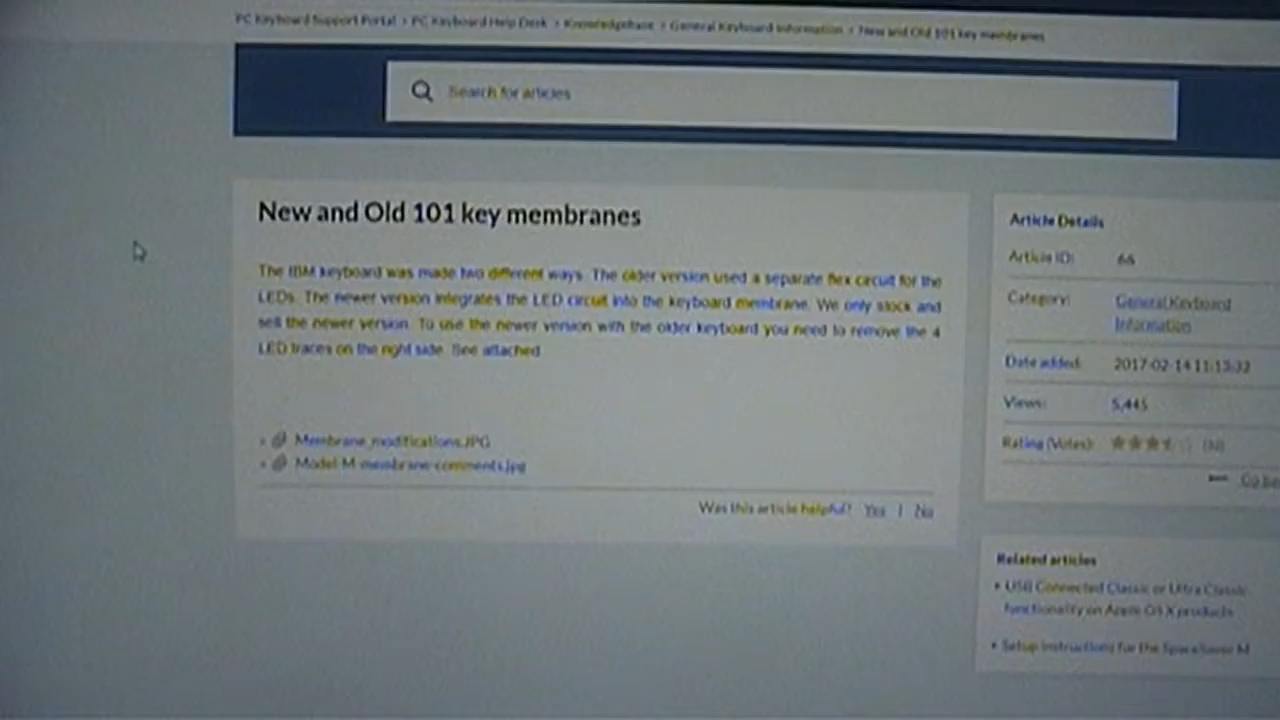 PC Keyboard Support Portal > PC Keyboard Help Desk > Knowledgebase > General Keyboard Information > New and Old 101 key membranes
Search for articles
New and Old 101 key membranes
The IBM keyboard was made two different ways. The older version used a separate flex circuit for the
LEDs. The newer version integrates the LED circuit into the keyboard membrane. We only stock and
sell the newer version. To use the newer version with the older keyboard you need to remove the 4
LED traces on the right side. See attached
Membrane_modifications.JPG
Model-M-membrane-comments.jpg
Was this article helpful? Yes | No
Article Details
Article ID: 66
Category: General Keyboard
Information
Date added: 2017-02-14 11:13:32
Views: 5,445
Rating (Votes):
Related articles
USB Connected Classic or Ultra Classic
functionality on Apple OS X products
Setup instructions for the SpaceSaver M